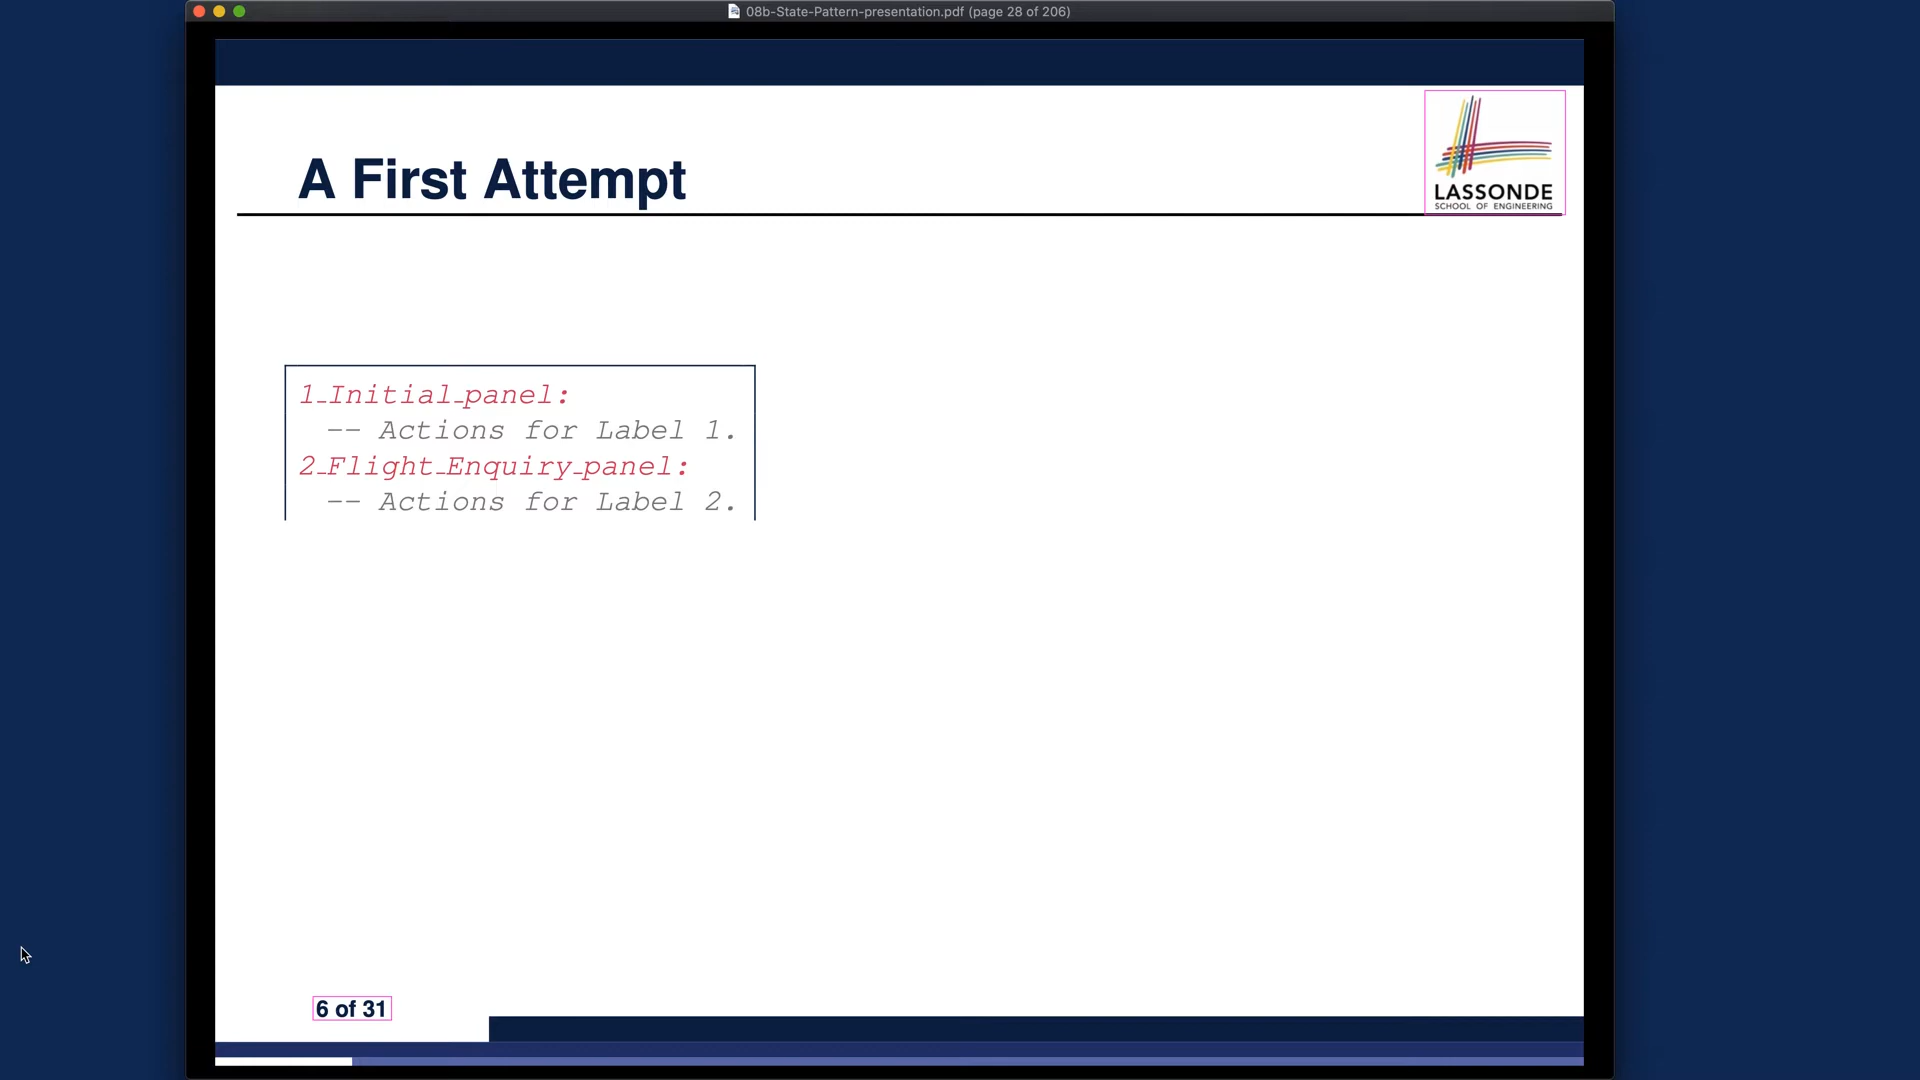 08b-State-Pattern-presentation.pdf (page 28 of 206)
A First Attempt
LASSONDE
SCHOOL OF ENGINEERING
1_Initial_panel:
-- Actions for Label 1.
2_Flight_Enquiry_panel:
-- Actions for Label 2.
6 of 31